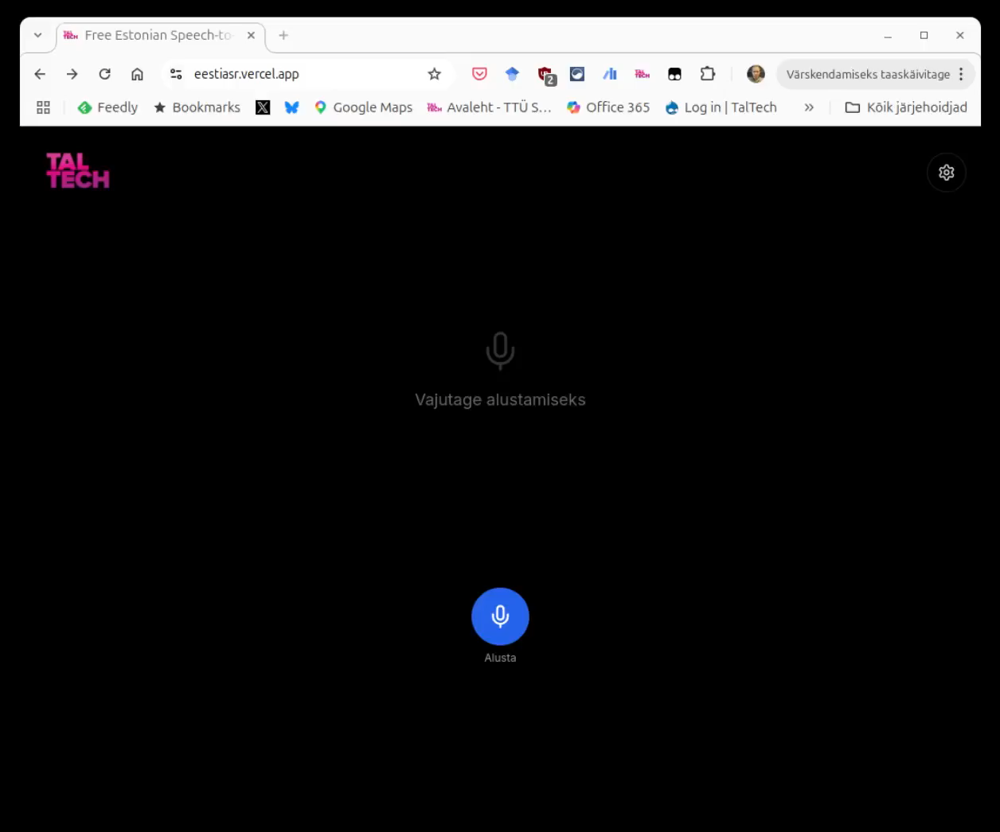 Free Estonian Speech-to
eestiasr.vercel.app
2
Värskendamiseks taaskäivitage
Feedly
Bookmarks
Google Maps
Avaleht - TTÜ S...
Office 365
Log in | TalTech
Kõik järjehoidjad
TAL
TECH
Vajutage alustamiseks
Alusta